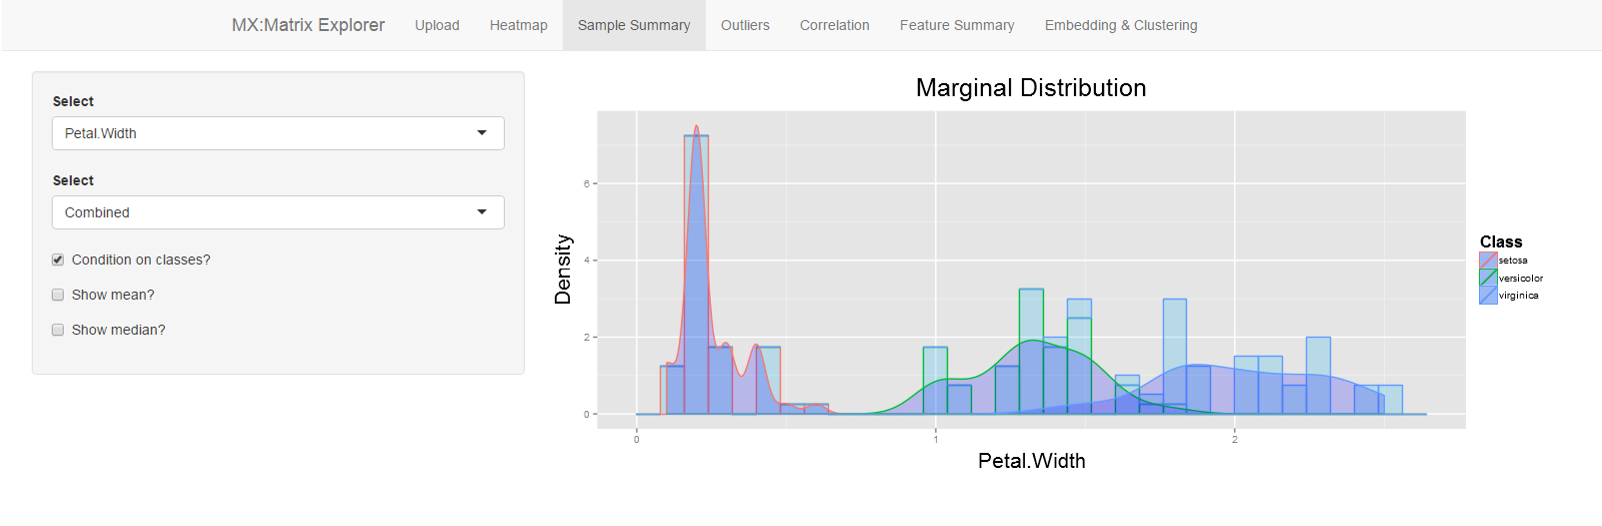 MX:Matrix Explorer Upload Heatmap Sample Summary Outliers Correlation Feature Summary Embedding & Clustering
Select
Petal.Width
Select
Combined
Condition on classes?
Show mean?
Show median?
Marginal Distribution
Density
6
4
2
0
0 1 2
Petal.Width
Class
setosa
versicolor
virginica